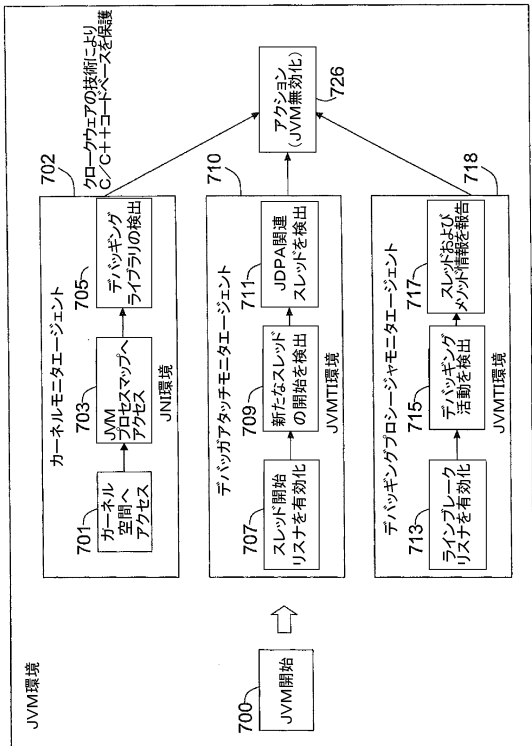 JVM環境
700
JVM開始
カーネルモニタエージェント
702
クロークウェアの技術により
C/C++コードベースを保護
701
ガーネル
空間へ
アクセス
703
JVM
プロセスマップへ
アクセス
705
デバッギング
ライブラリの検出
JNI環境
デバッガアタッチモニタエージェント
710
707
スレッド開始
リスナを有効化
709
新たなスレッド
の開始を検出
711
JDPA関連
スレッドを検出
JVMTI環境
デバッギングプロシージャモニタエージェント
718
713
ラインブレーク
リスナを有効化
715
デバッギング
活動を検出
717
スレッドおよび
メソッド情報を報告
JVMTI環境
アクション
(JVM無効化)
726